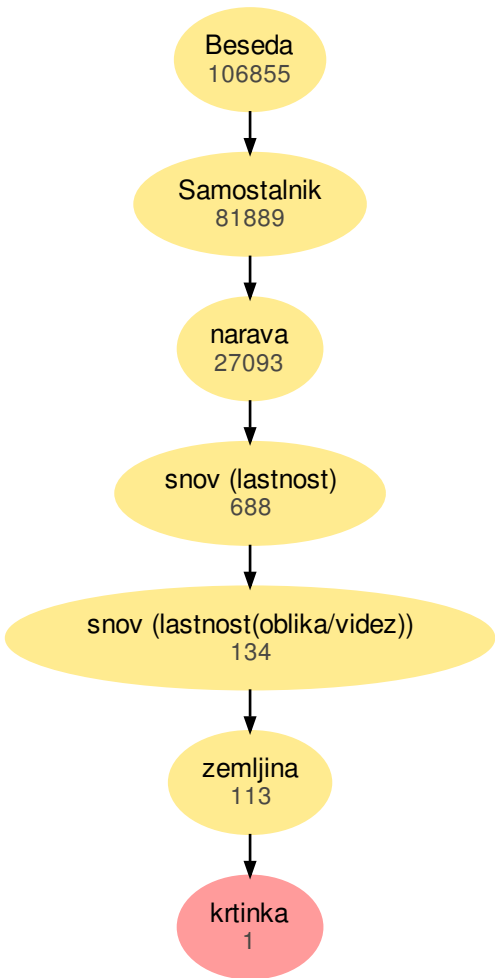 Beseda
106855
Samostalnik
81889
narava
27093
snov (lastnost)
688
snov (lastnost(oblika/videz))
134
zemljina
113
krtinka
1